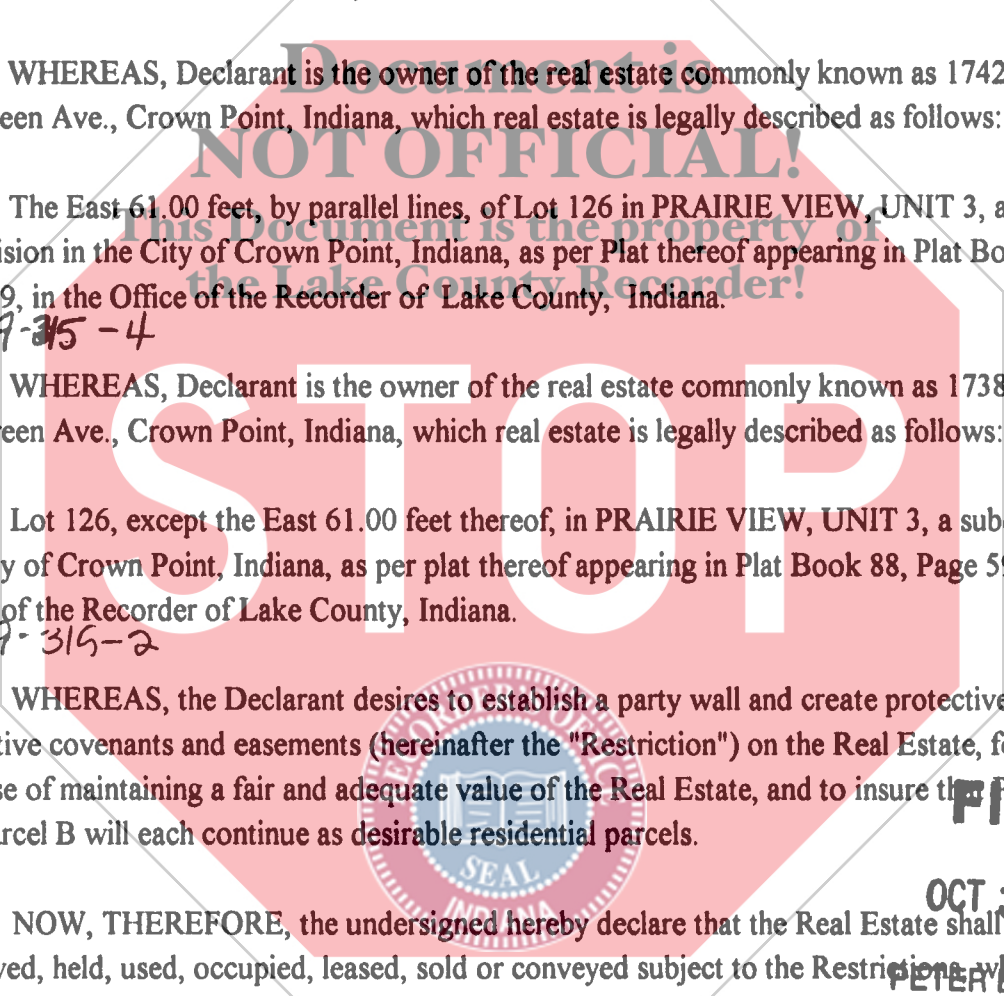 WHEREAS, Declarant is the owner of the real estate commonly known as 1742
een Ave., Crown Point, Indiana, which real estate is legally described as follows:
Document is
NOT OFFICIAL!
This Document is the property of
the Lake County Recorder!
The East 61.00 feet, by parallel lines, of Lot 126 in PRAIRIE VIEW, UNIT 3, a
ision in the City of Crown Point, Indiana, as per Plat thereof appearing in Plat Bo
9, in the Office of the Recorder of Lake County, Indiana.
9-315-4
WHEREAS, Declarant is the owner of the real estate commonly known as 1738
een Ave., Crown Point, Indiana, which real estate is legally described as follows:
STOP
Lot 126, except the East 61.00 feet thereof, in PRAIRIE VIEW, UNIT 3, a sub
y of Crown Point, Indiana, as per plat thereof appearing in Plat Book 88, Page 59
of the Recorder of Lake County, Indiana.
9-315-2
WHEREAS, the Declarant desires to establish a party wall and create protective
tive covenants and easements (hereinafter the "Restriction") on the Real Estate, f
se of maintaining a fair and adequate value of the Real Estate, and to insure that P
rcel B will each continue as desirable residential parcels.
FI
SEAL
INDIANA
OCT
NOW, THEREFORE, the undersigned hereby declare that the Real Estate shall
yed, held, used, occupied, leased, sold or conveyed subject to the Restrictions, wh
PETER